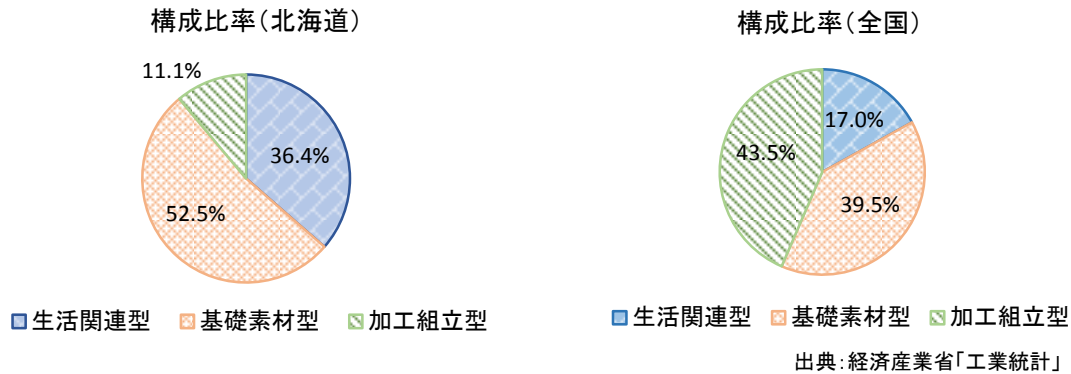 構成比率(北海道)
11.1%
36.4%
52.5%
生活関連型 基礎素材型 加工組立型
構成比率(全国)
17.0%
43.5%
39.5%
生活関連型 基礎素材型 加工組立型
出典:経済産業省「工業統計」